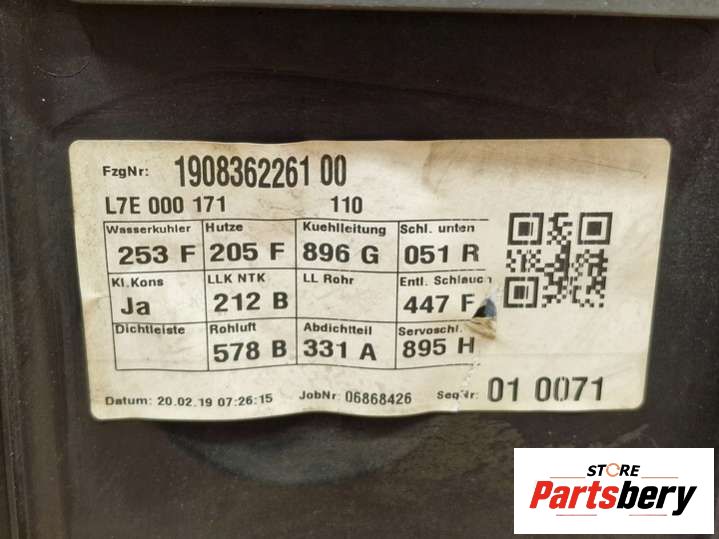 FzgNr: 1908362261 00
L7E 000 171 110
Wasserkuhler Hutze Kuehlleitung Schl. unten
253 F 205 F 896 G 051 R
Kl.Kons LLK NTK LL Rohr Entl. Schlauch
Ja 212 B 447 F
Dichtleiste Rohluft Abdichtteil Servoschl.
578 B 331 A 895 H
Datum: 20.02.19 07:26:15 JobNr: 06868426 SeqNr: 01 0071
STORE
Partsbery